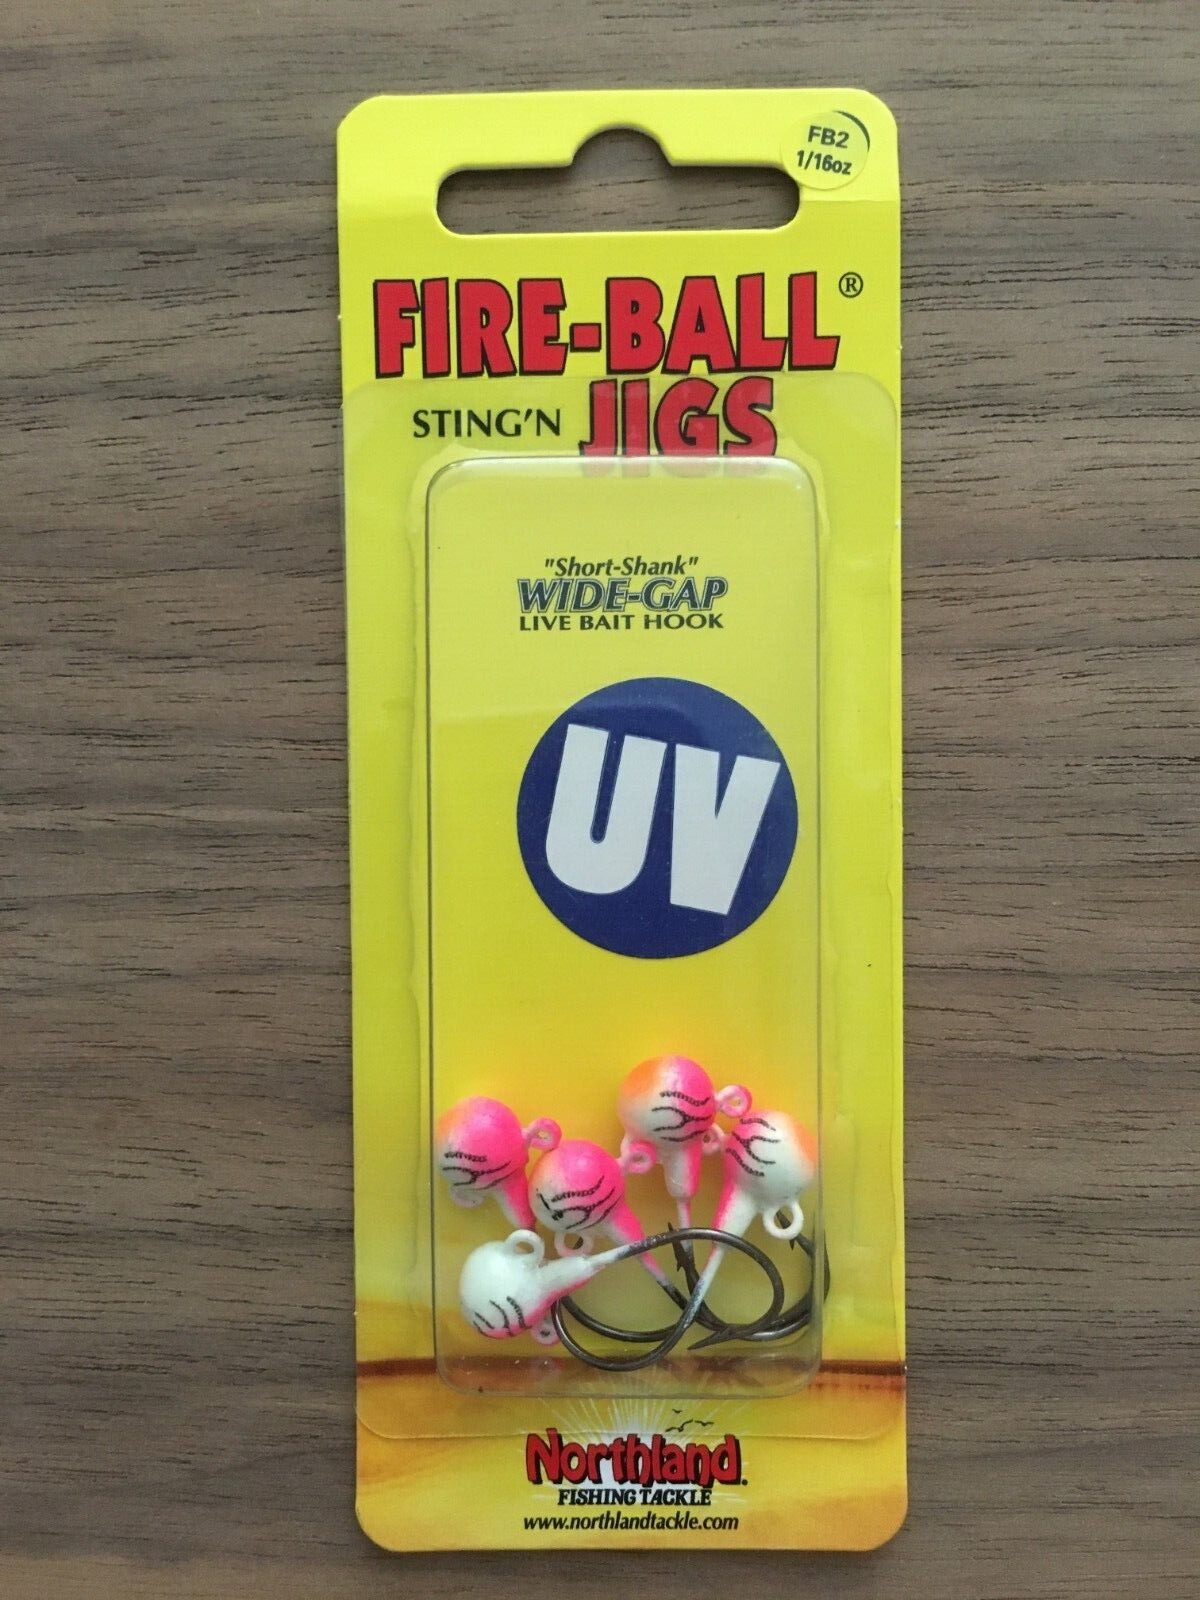 FB2
1/16oz
FIRE-BALL®
STING'N JIGS
"Short-Shank"
WIDE-GAP
LIVE BAIT HOOK
UV
Northland.
FISHING TACKLE
www.northlandtackle.com